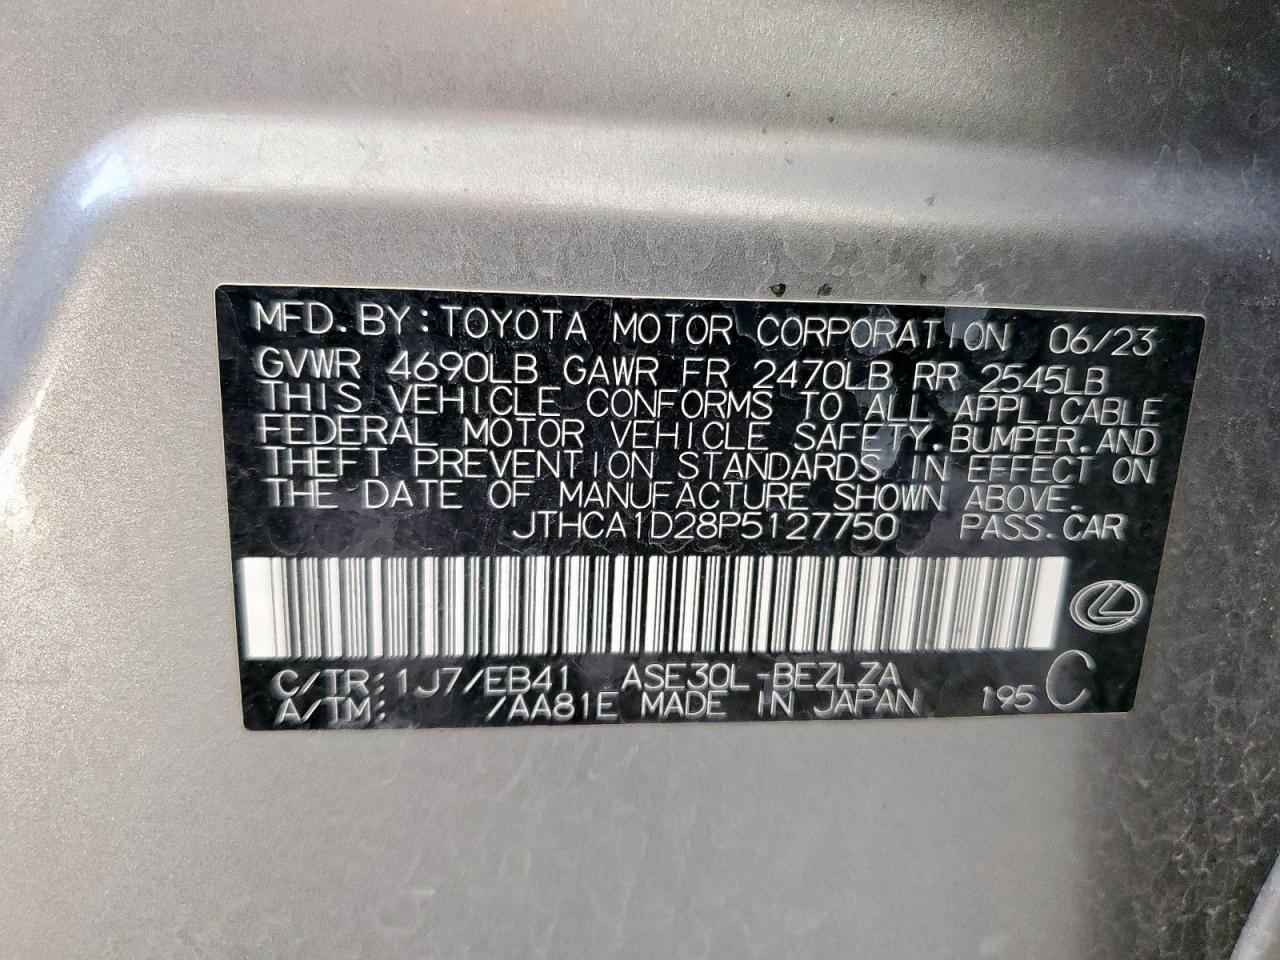 MFD. BY: TOYOTA MOTOR CORPORATION 06/23
GVWR 4690LB GAWR FR 2470LB RR 2545LB
THIS VEHICLE CONFORMS TO ALL APPLICABLE
FEDERAL MOTOR VEHICLE SAFETY.BUMPER.AND
THEFT PREVENTION STANDARDS IN EFFECT ON
THE DATE OF MANUFACTURE SHOWN ABOVE.
JTHCA1D28P5127750 PASS.CAR
C/TR:1J7/EB41 ASE30L-BEZLZA
A/TM: /AA81E MADE IN JAPAN 195 C